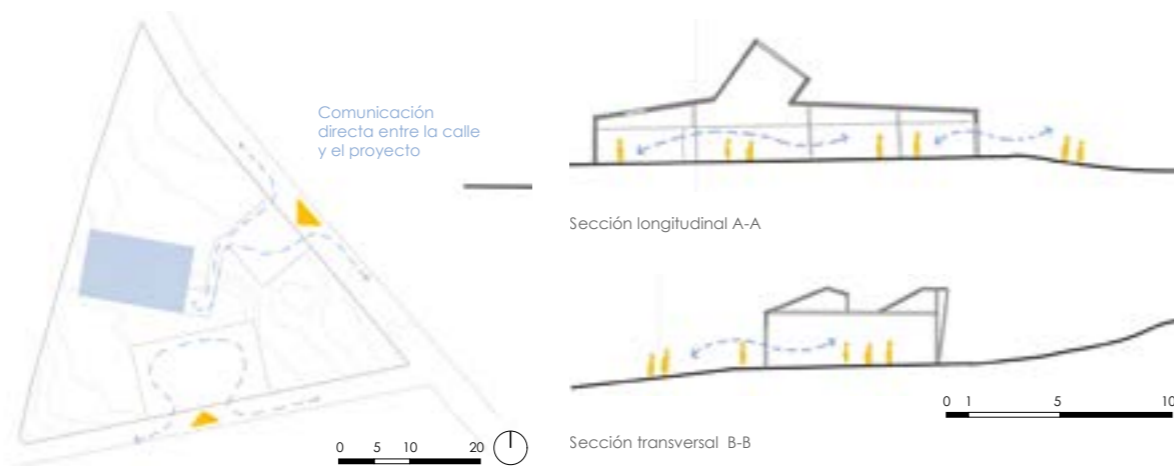 Comunicación
directa entre la calle
y el proyecto
0 5 10 20
Sección longitudinal A-A
0 1 5 10
Sección transversal B-B